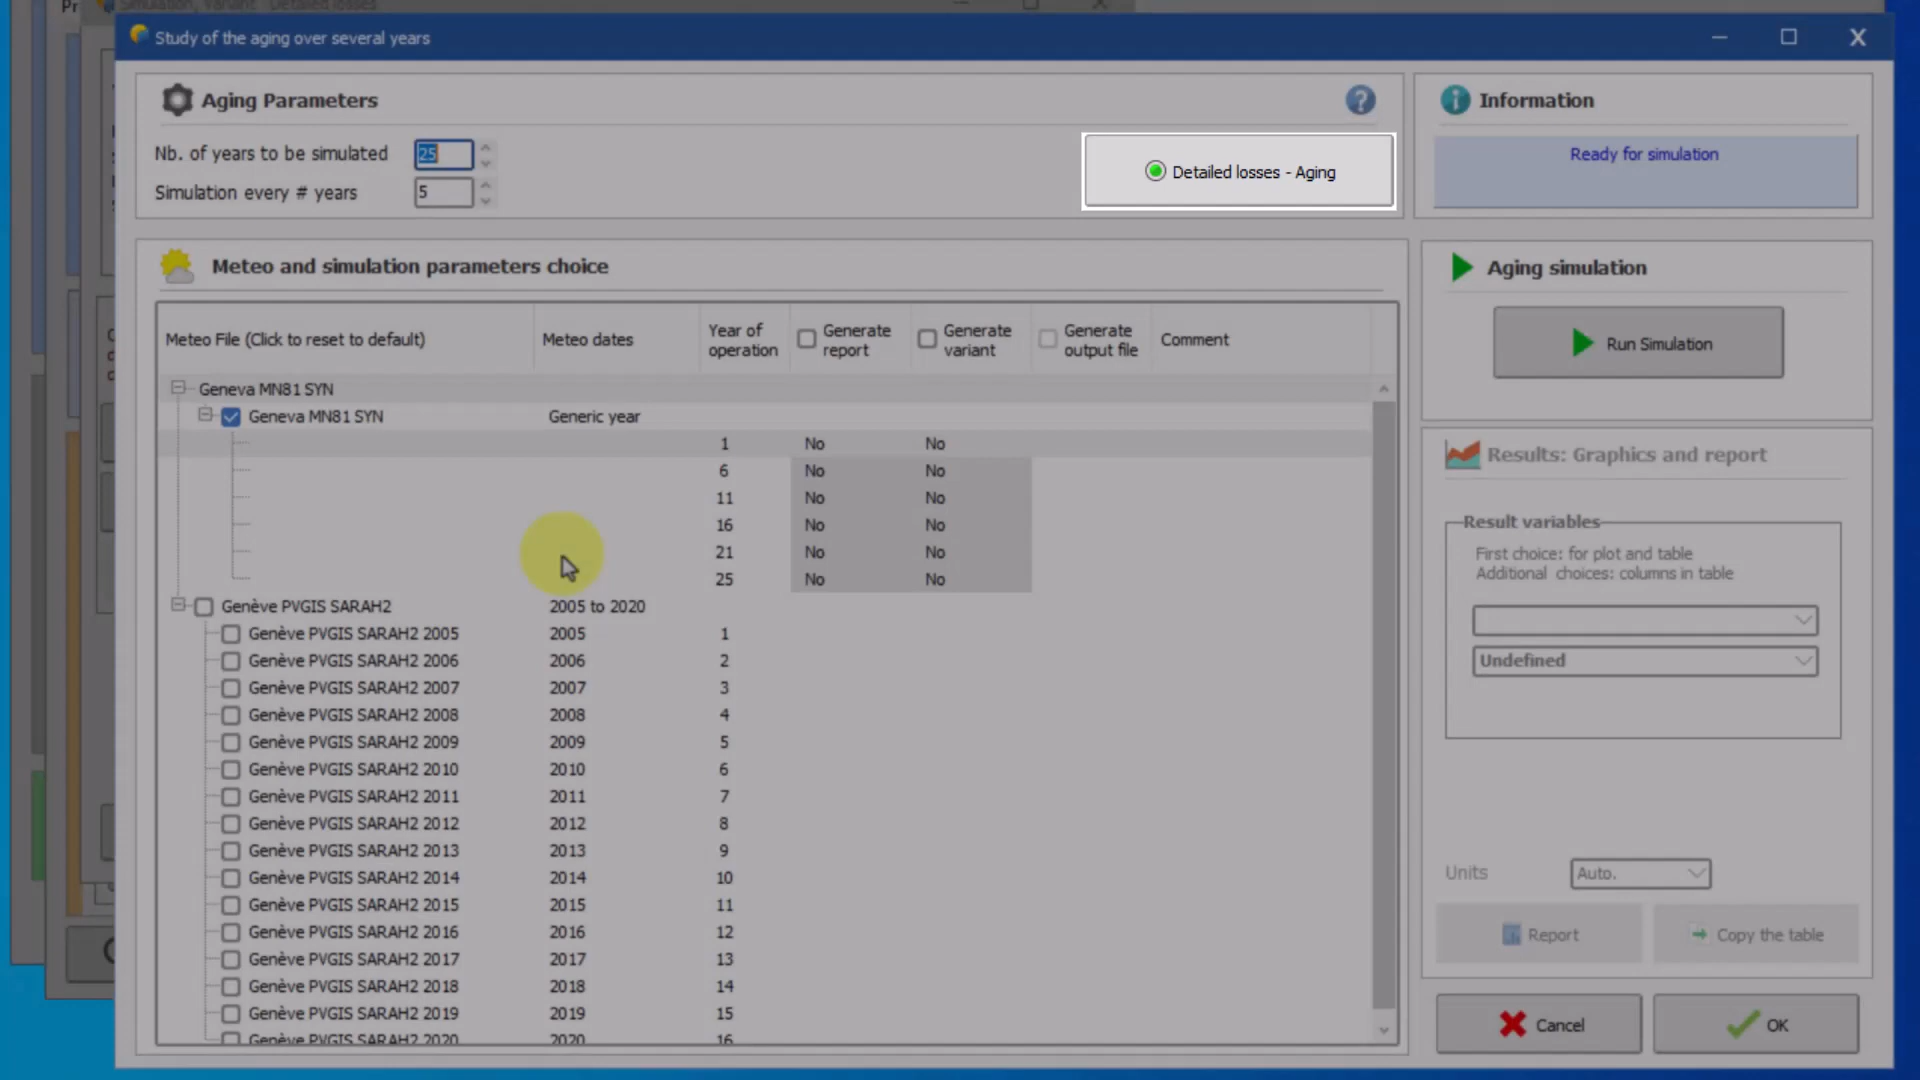 Simulation, Variant : Detailed losses
Study of the aging over several years
Aging Parameters
?
Information
Nb. of years to be simulated 25
Simulation every # years 5
Detailed losses - Aging
Ready for simulation
Meteo and simulation parameters choice
Aging simulation
Run Simulation
Meteo File (Click to reset to default) Meteo dates Year of operation Generate report Generate variant Generate output file Comment
Geneva MN81 SYN
Geneva MN81 SYN Generic year
1 No No
6 No No
11 No No
16 No No
21 No No
25 No No
Genève PVGIS SARAH2 2005 to 2020
Genève PVGIS SARAH2 2005 2005 1
Genève PVGIS SARAH2 2006 2006 2
Genève PVGIS SARAH2 2007 2007 3
Genève PVGIS SARAH2 2008 2008 4
Genève PVGIS SARAH2 2009 2009 5
Genève PVGIS SARAH2 2010 2010 6
Genève PVGIS SARAH2 2011 2011 7
Genève PVGIS SARAH2 2012 2012 8
Genève PVGIS SARAH2 2013 2013 9
Genève PVGIS SARAH2 2014 2014 10
Genève PVGIS SARAH2 2015 2015 11
Genève PVGIS SARAH2 2016 2016 12
Genève PVGIS SARAH2 2017 2017 13
Genève PVGIS SARAH2 2018 2018 14
Genève PVGIS SARAH2 2019 2019 15
Genève PVGIS SARAH2 2020 2020 16
Results: Graphics and report
Result variables
First choice: for plot and table
Additional choices: columns in table
Undefined
Units Auto.
Report
Copy the table
Cancel
OK